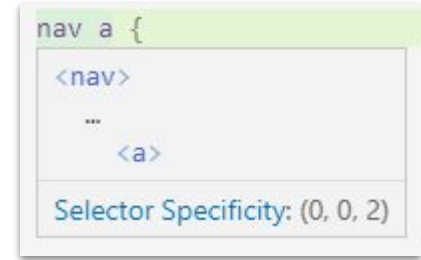 nav a {
<nav>
…
<a>
Selector Specificity: (0, 0, 2)